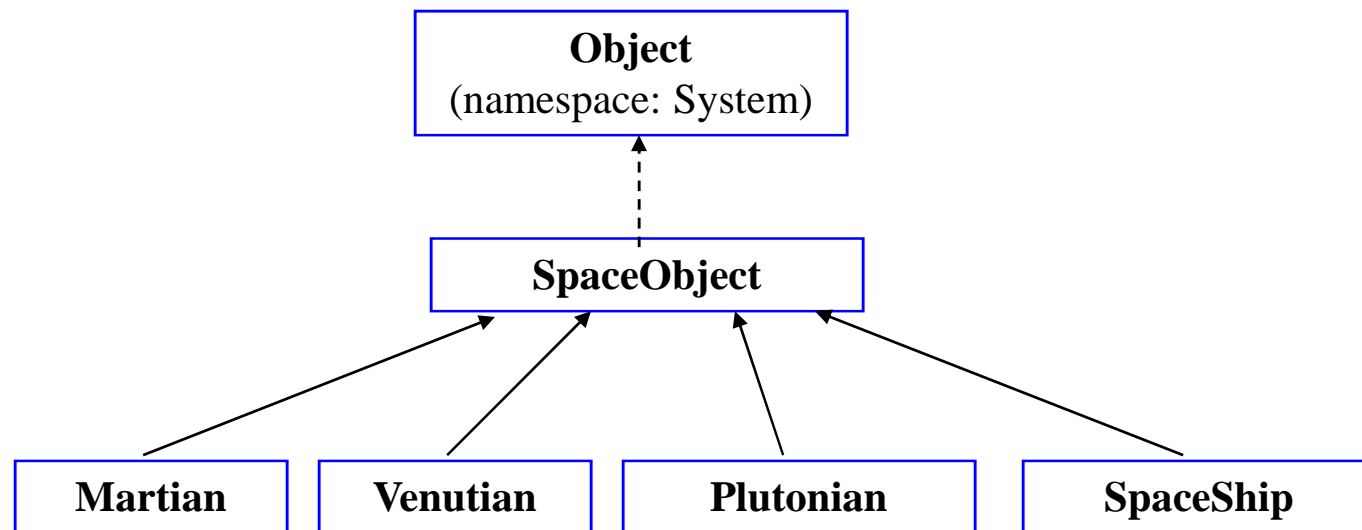 Object
(namespace: System)
SpaceObject
Martian
Venutian
Plutonian
SpaceShip